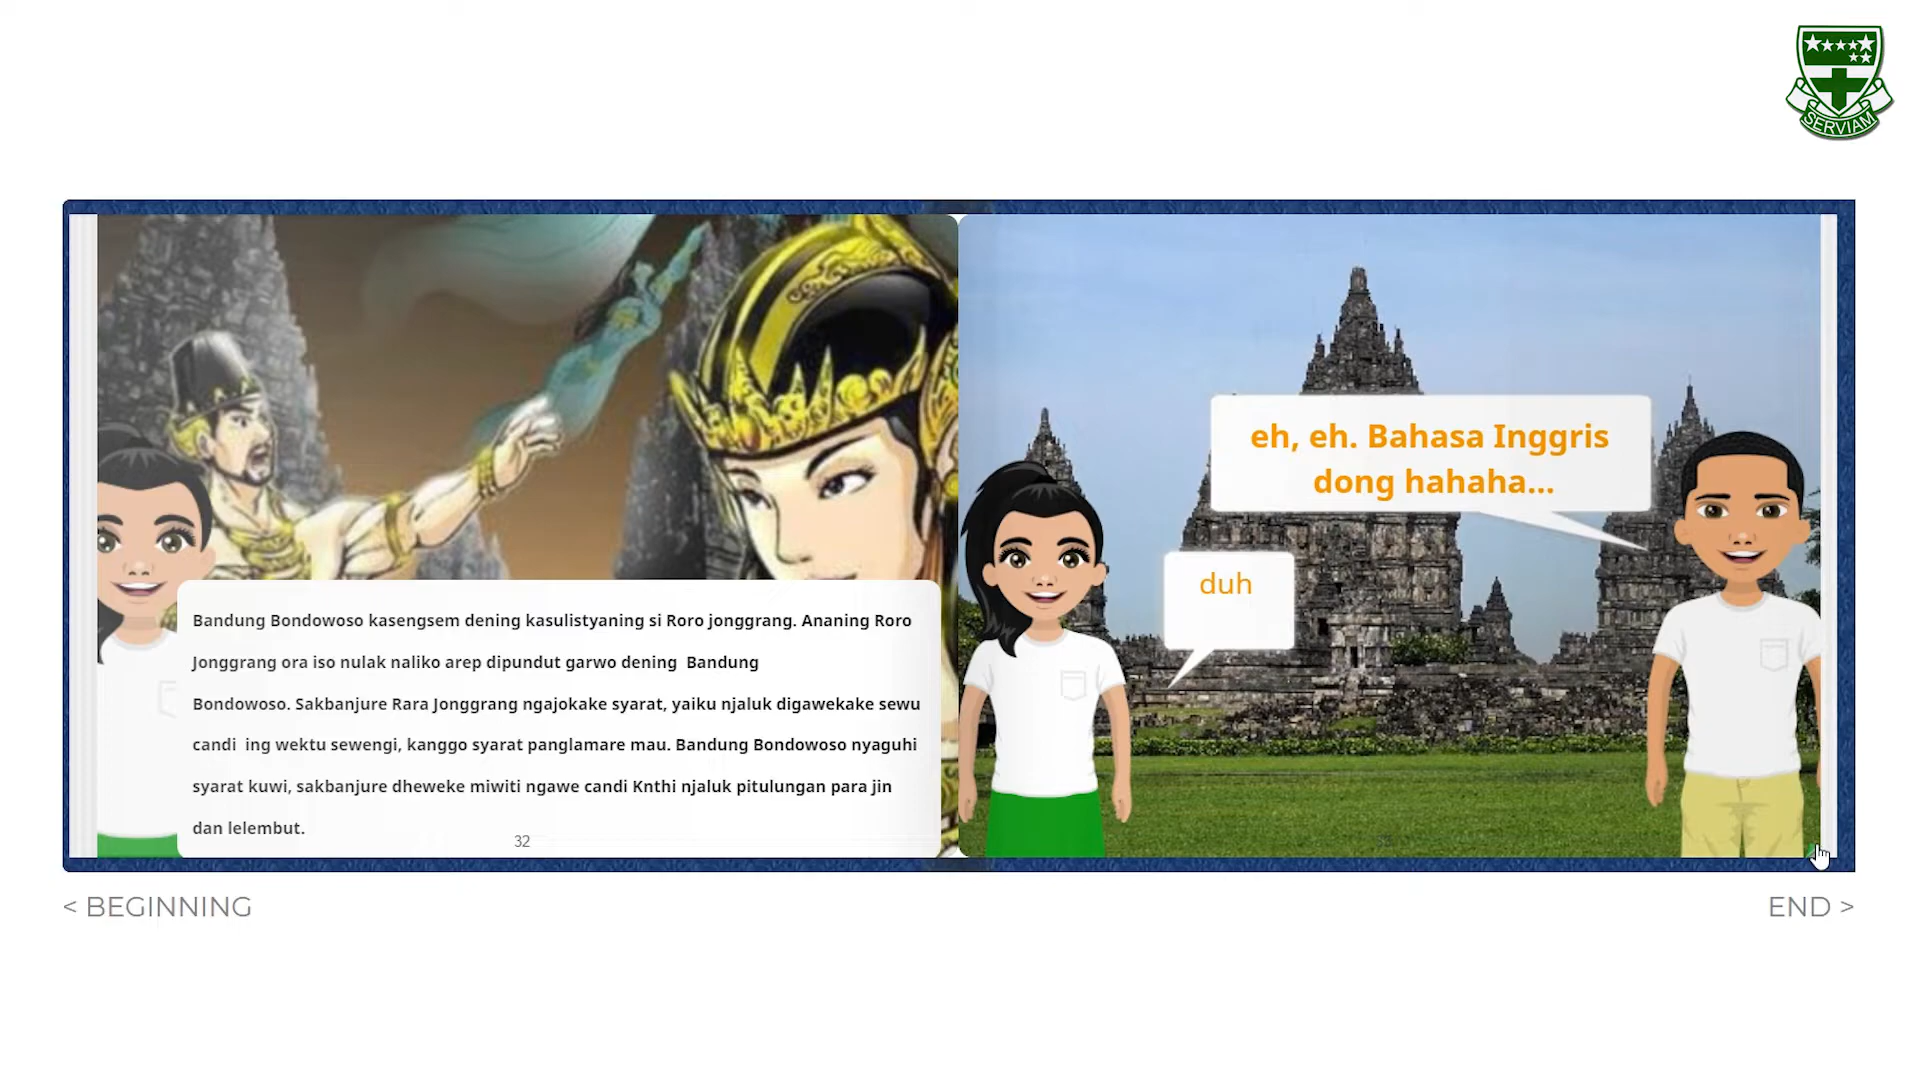 SERVIAM
Bandung Bondowoso kasengsem dening kasulistyaning si Roro jonggrang. Ananing Roro
Jonggrang ora iso nulak naliko arep dipundut garwo dening Bandung
Bondowoso. Sakbanjure Rara Jonggrang ngajokake syarat, yaiku njaluk digawekake sewu
candi ing wektu sewengi, kanggo syarat panglamare mau. Bandung Bondowoso nyaguhi
syarat kuwi, sakbanjure dheweke miwiti ngawe candi Knthi njaluk pitulungan para jin
dan lelembut.
32
eh, eh. Bahasa Inggris
dong hahaha...
duh
< BEGINNING
END >